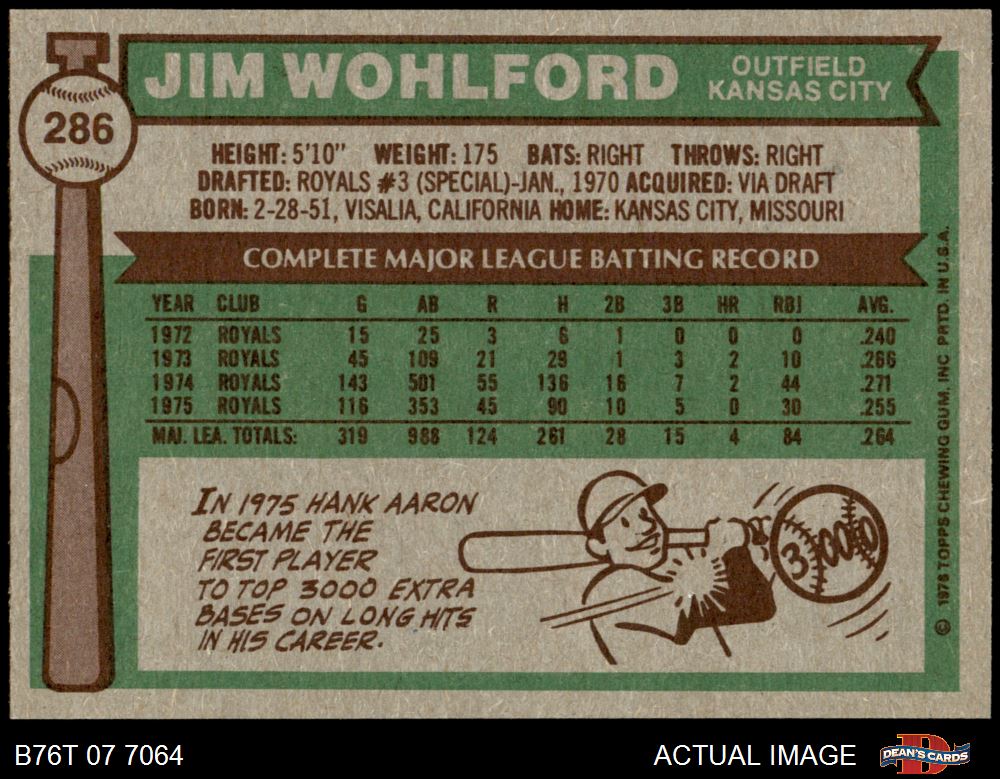 JIM WOHLFORD
OUTFIELD
KANSAS CITY
286
HEIGHT: 5'10" WEIGHT: 175 BATS: RIGHT THROWS: RIGHT
DRAFTED: ROYALS #3 (SPECIAL)-JAN., 1970 ACQUIRED: VIA DRAFT
BORN: 2-28-51, VISALIA, CALIFORNIA HOME: KANSAS CITY, MISSOURI
COMPLETE MAJOR LEAGUE BATTING RECORD
YEAR CLUB G AB R H 2B 3B HR RBI AVG.
1972 ROYALS 15 25 3 6 1 0 0 0 .240
1973 ROYALS 45 109 21 29 1 3 2 10 .266
1974 ROYALS 143 501 55 136 16 7 2 44 .271
1975 ROYALS 116 353 45 90 10 5 0 30 .255
MAJ. LEA. TOTALS: 319 988 124 261 28 15 4 84 .264
IN 1975 HANK AARON
BECAME THE
FIRST PLAYER
TO TOP 3000 EXTRA
BASES ON LONG HITS
IN HIS CAREER.
3000
© 1976 TOPPS CHEWING GUM, INC. PRTD. IN U.S.A.
B76T 07 7064
ACTUAL IMAGE
D
DEAN'S CARDS